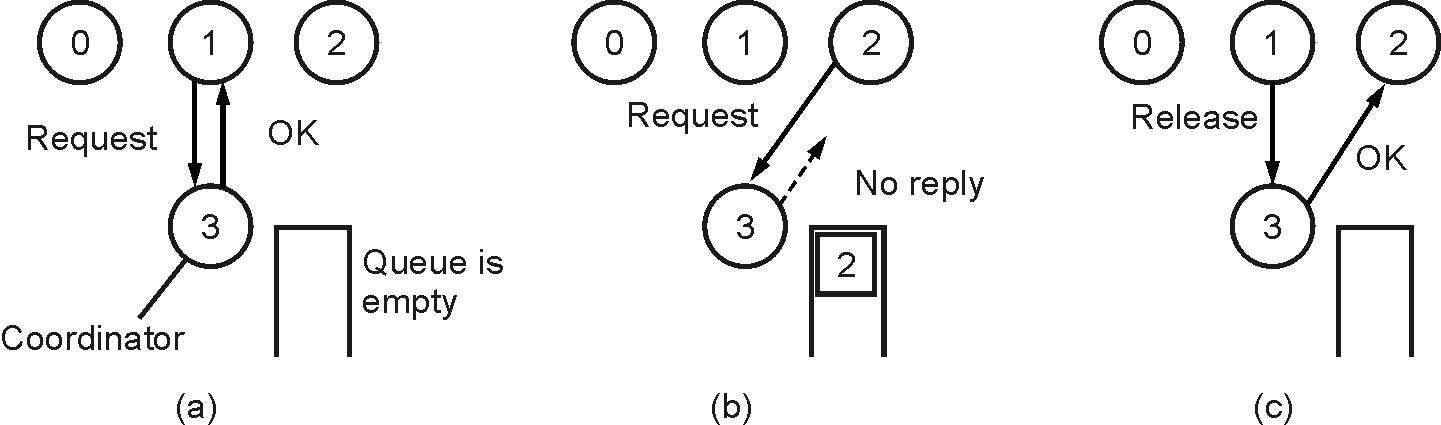 0 1 2
Request OK
3
Queue is
empty
Coordinator
(a)
0 1 2
Request
No reply
3
2
(b)
0 1 2
Release
OK
3
(c)